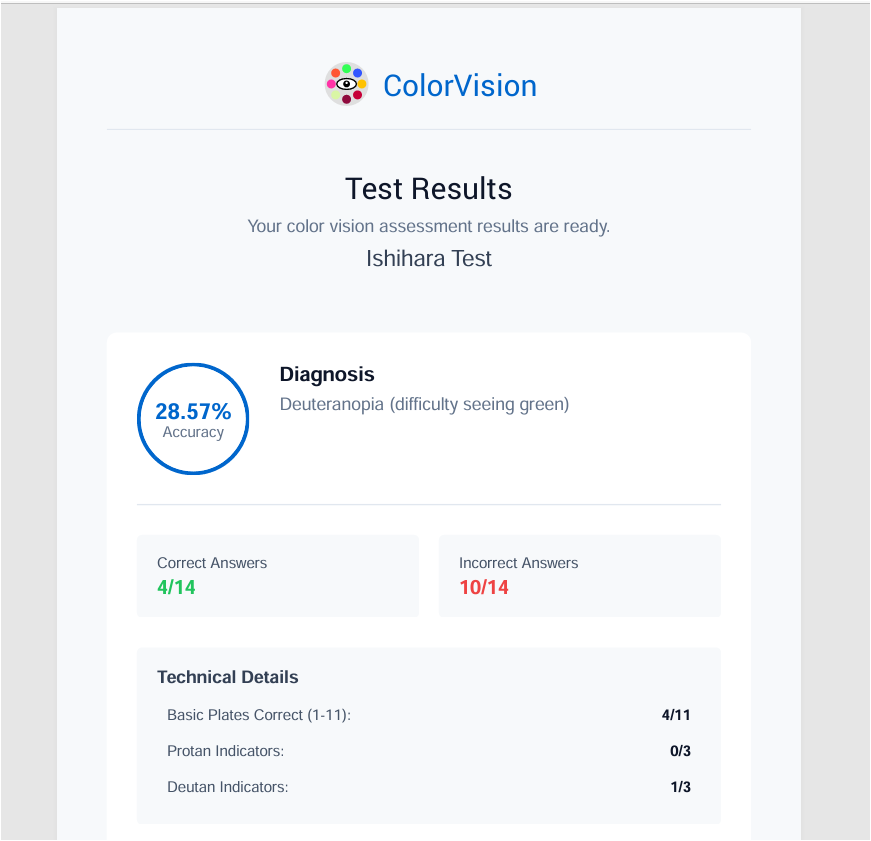 ColorVision
Test Results
Your color vision assessment results are ready.
Ishihara Test
28.57%
Accuracy
Diagnosis
Deuteranopia (difficulty seeing green)
Correct Answers
4/14
Incorrect Answers
10/14
Technical Details
Basic Plates Correct (1-11): 4/11
Protan Indicators: 0/3
Deutan Indicators: 1/3